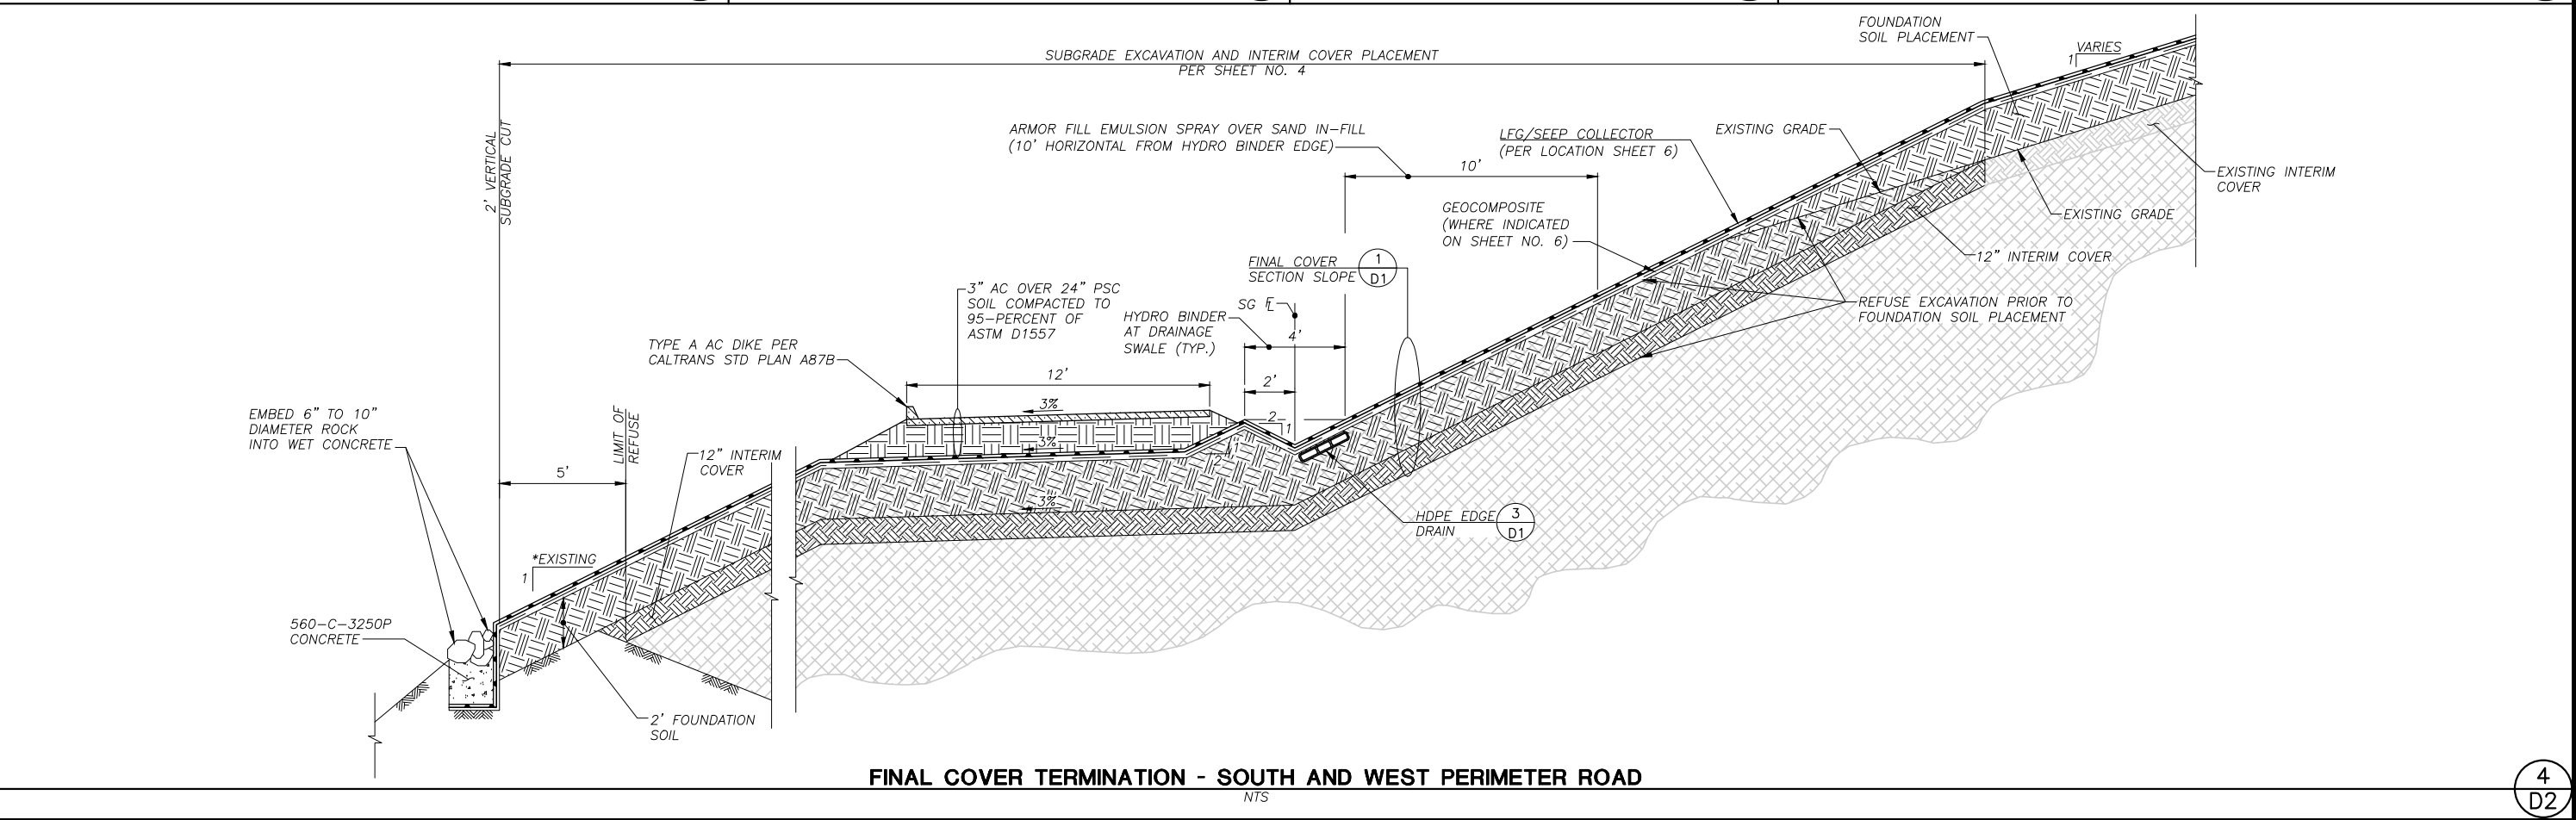 FOUNDATION
SOIL PLACEMENT
VARIES
1
SUBGRADE EXCAVATION AND INTERIM COVER PLACEMENT
PER SHEET NO. 4
2' VERTICAL
SUBGRADE CUT
ARMOR FILL EMULSION SPRAY OVER SAND IN-FILL
(10' HORIZONTAL FROM HYDRO BINDER EDGE)
LFG/SEEP COLLECTOR
(PER LOCATION SHEET 6)
EXISTING GRADE
10'
EXISTING INTERIM
COVER
GEOCOMPOSITE
(WHERE INDICATED
ON SHEET NO. 6)
EXISTING GRADE
12" INTERIM COVER
FINAL COVER
SECTION SLOPE
1
D1
3" AC OVER 24" PSC
SOIL COMPACTED TO
95-PERCENT OF
ASTM D1557
SG
HYDRO BINDER
AT DRAINAGE
SWALE (TYP.)
4'
REFUSE EXCAVATION PRIOR TO
FOUNDATION SOIL PLACEMENT
TYPE A AC DIKE PER
CALTRANS STD PLAN A87B
12'
2'
3%
2
1
3%
2
3%
EMBED 6" TO 10"
DIAMETER ROCK
INTO WET CONCRETE
LIMIT OF
REFUSE
12" INTERIM
COVER
5'
HDPE EDGE
DRAIN
3
D1
*EXISTING
1
560-C-3250P
CONCRETE
2' FOUNDATION
SOIL
FINAL COVER TERMINATION - SOUTH AND WEST PERIMETER ROAD
NTS
4
D2